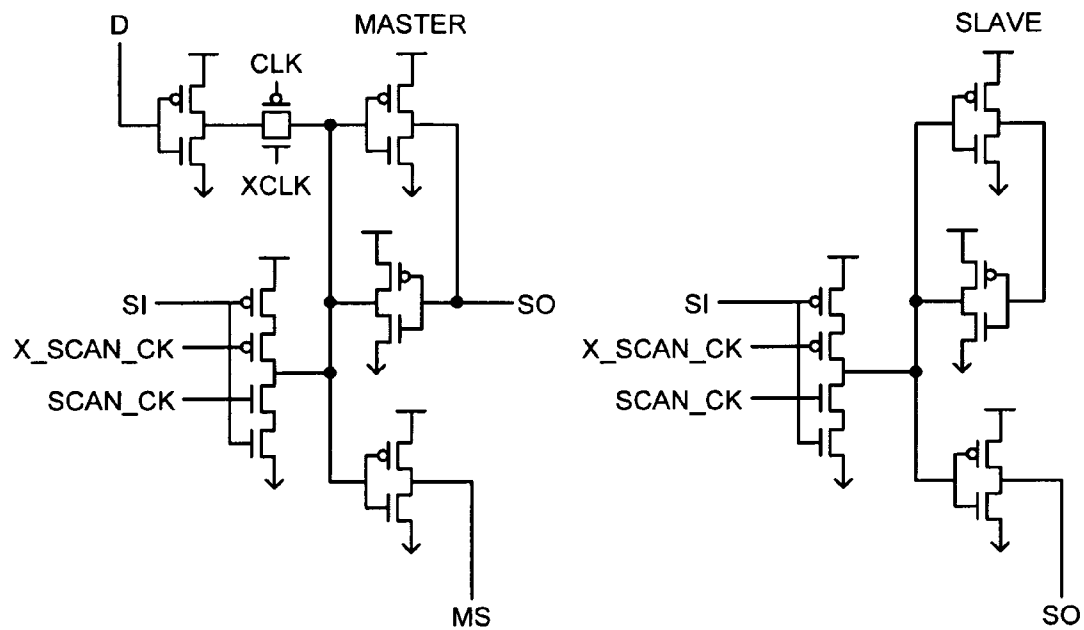 D
MASTER
SLAVE
CLK
XCLK
SI
SO
SI
X_SCAN_CK
X_SCAN_CK
SCAN_CK
SCAN_CK
MS
SO